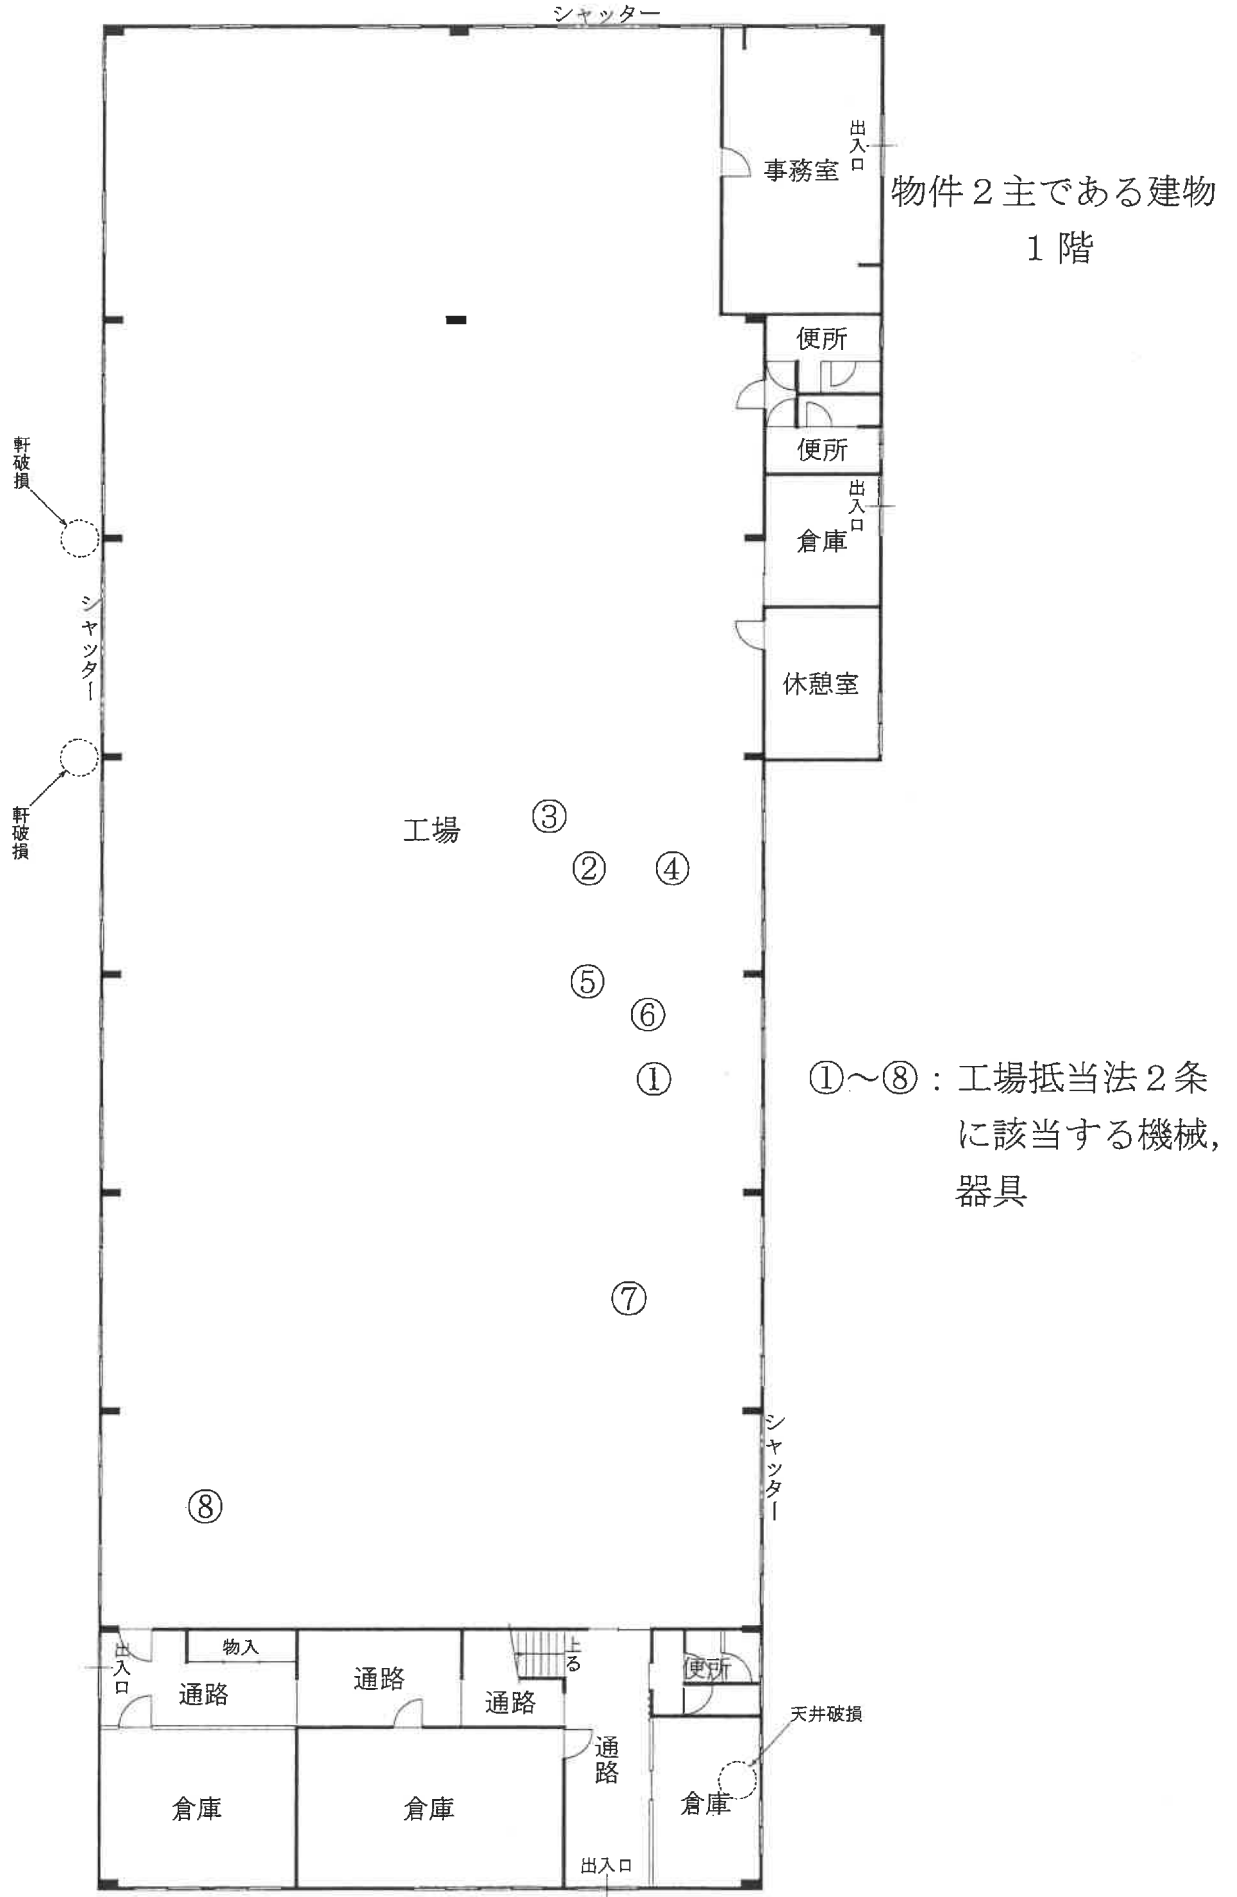 シャッター
出入口
事務室
物件２主である建物
１階
便所
便所
軒破損
出入口
倉庫
シャッター
休憩室
軒破損
工場
③
②
④
⑤
⑥
①
①～⑧：工場抵当法２条
に該当する機械，
器具
⑦
シャッター
⑧
出入口
物入
上る
通路
通路
通路
便所
天井破損
通路
倉庫
倉庫
倉庫
出入口